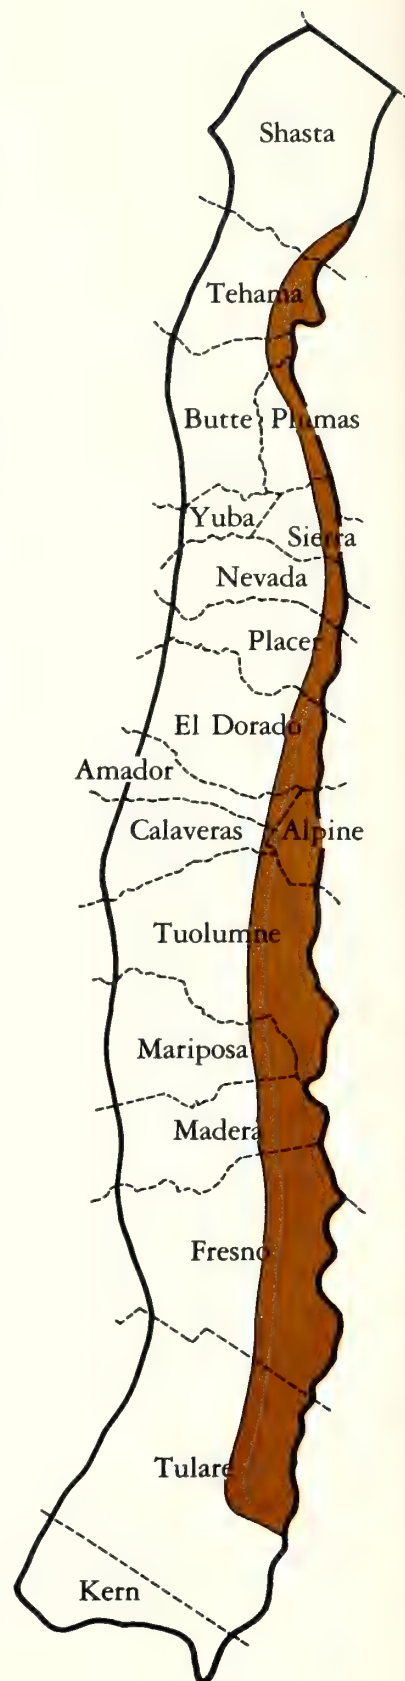 Shasta
Tehama
Butte
Plumas
Yuba
Sierra
Nevada
Placer
El Dorado
Amador
Calaveras
Alpine
Tuolumne
Mariposa
Madera
Fresno
Tulare
Kern